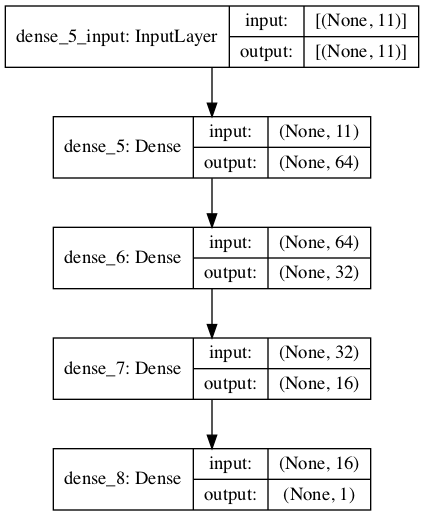 dense_5_input: InputLayer
input: [(None, 11)]
output: [(None, 11)]
dense_5: Dense
input: (None, 11)
output: (None, 64)
dense_6: Dense
input: (None, 64)
output: (None, 32)
dense_7: Dense
input: (None, 32)
output: (None, 16)
dense_8: Dense
input: (None, 16)
output: (None, 1)